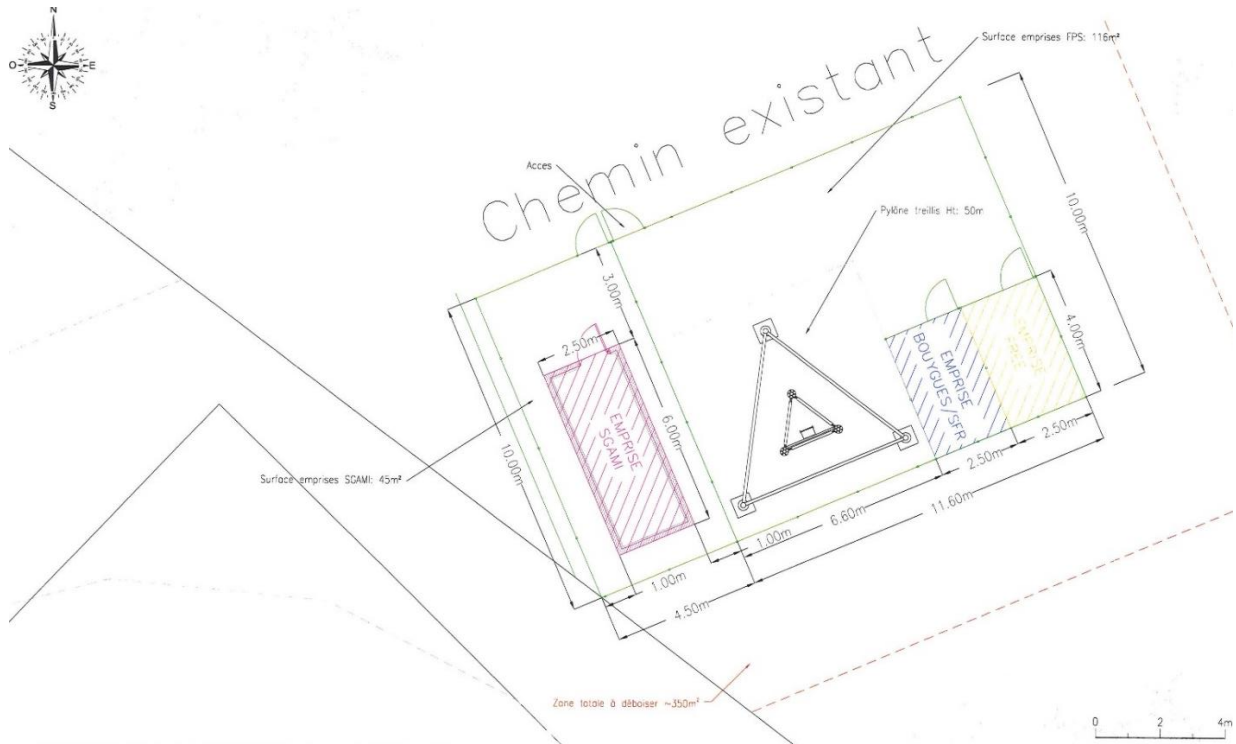 N
O
E
S
Surface emprises FPS: 116m²
Chemin existant
Acces
Pylône treillis Ht: 50m
10.00m
3.00m
2.50m
4.00m
EMPRISE
FREE
EMPRISE
BOUYGUES/SFR
EMPRISE
SGAMI
6.00m
10.00m
Surface emprises SGAMI: 45m²
2.50m
2.50m
11.60m
6.60m
1.00m
1.00m
4.50m
Zone totale à déboiser ~350m²
0 2 4m